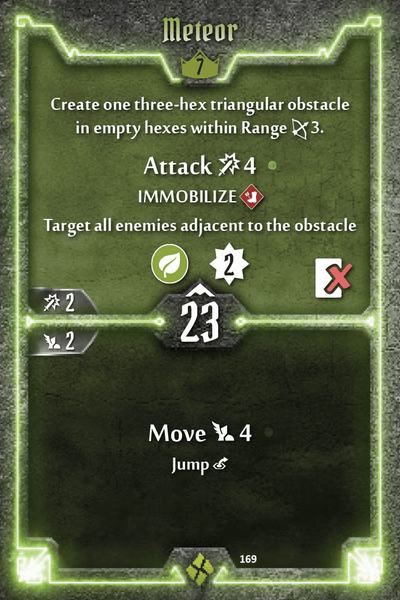 Meteor
7
Create one three-hex triangular obstacle
in empty hexes within Range 3.
Attack 4
IMMOBILIZE
Target all enemies adjacent to the obstacle
2
2
23
2
Move 4
Jump
169